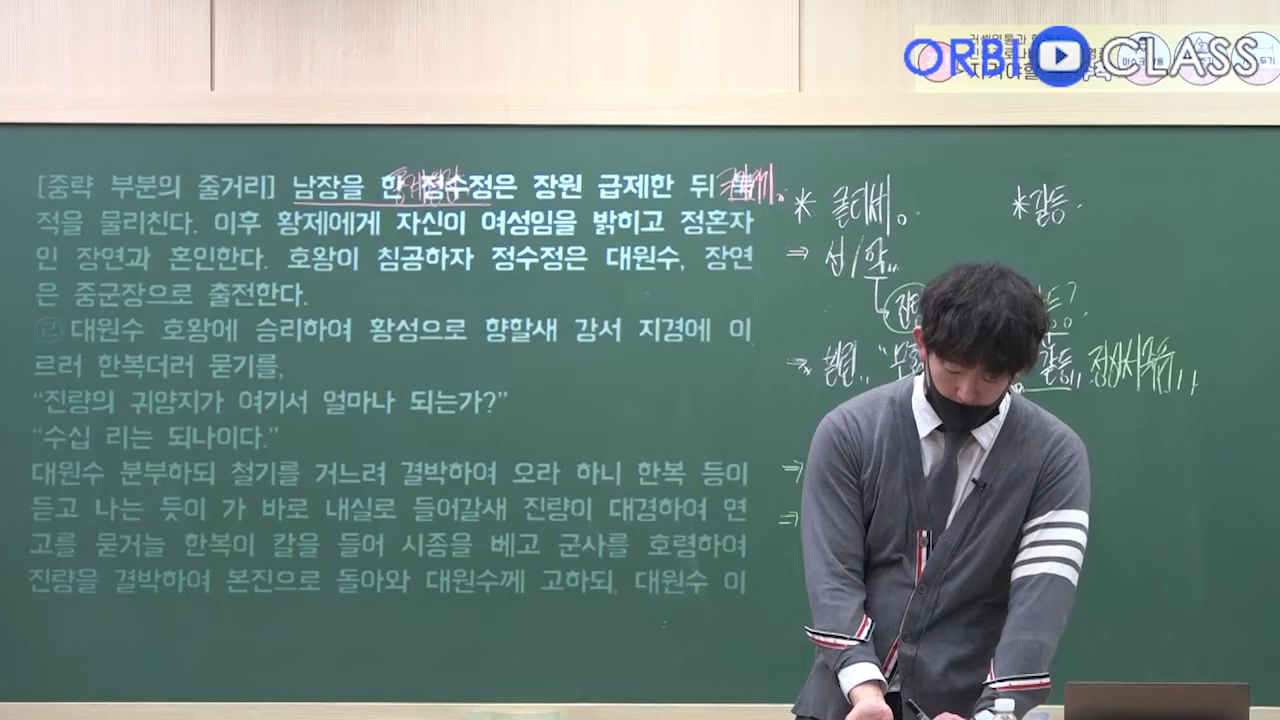 ORBI CLASS
[중략 부분의 줄거리] 남장을 한 정수정은 장원 급제한 뒤
적을 물리친다. 이후 황제에게 자신이 여성임을 밝히고 정혼자
인 장연과 혼인한다. 호왕이 침공하자 정수정은 대원수, 장연
은 중군장으로 출전한다.
㉣ 대원수 호왕에 승리하여 황성으로 향할새 강서 지경에 이
르러 한복더러 묻기를,
“진량의 귀양지가 여기서 얼마나 되는가?”
“수십 리는 되나이다.”
대원수 분부하되 철기를 거느려 결박하여 오라 하니 한복 등이
듣고 나는 듯이 가 바로 내실로 들어갈새 진량이 대경하여 연
고를 묻거늘 한복이 칼을 들어 시종을 베고 군사를 호령하여
진량을 결박하여 본진으로 돌아와 대원수께 고하되, 대원수 이
* 갈등.
⇒ 선/악
갈등